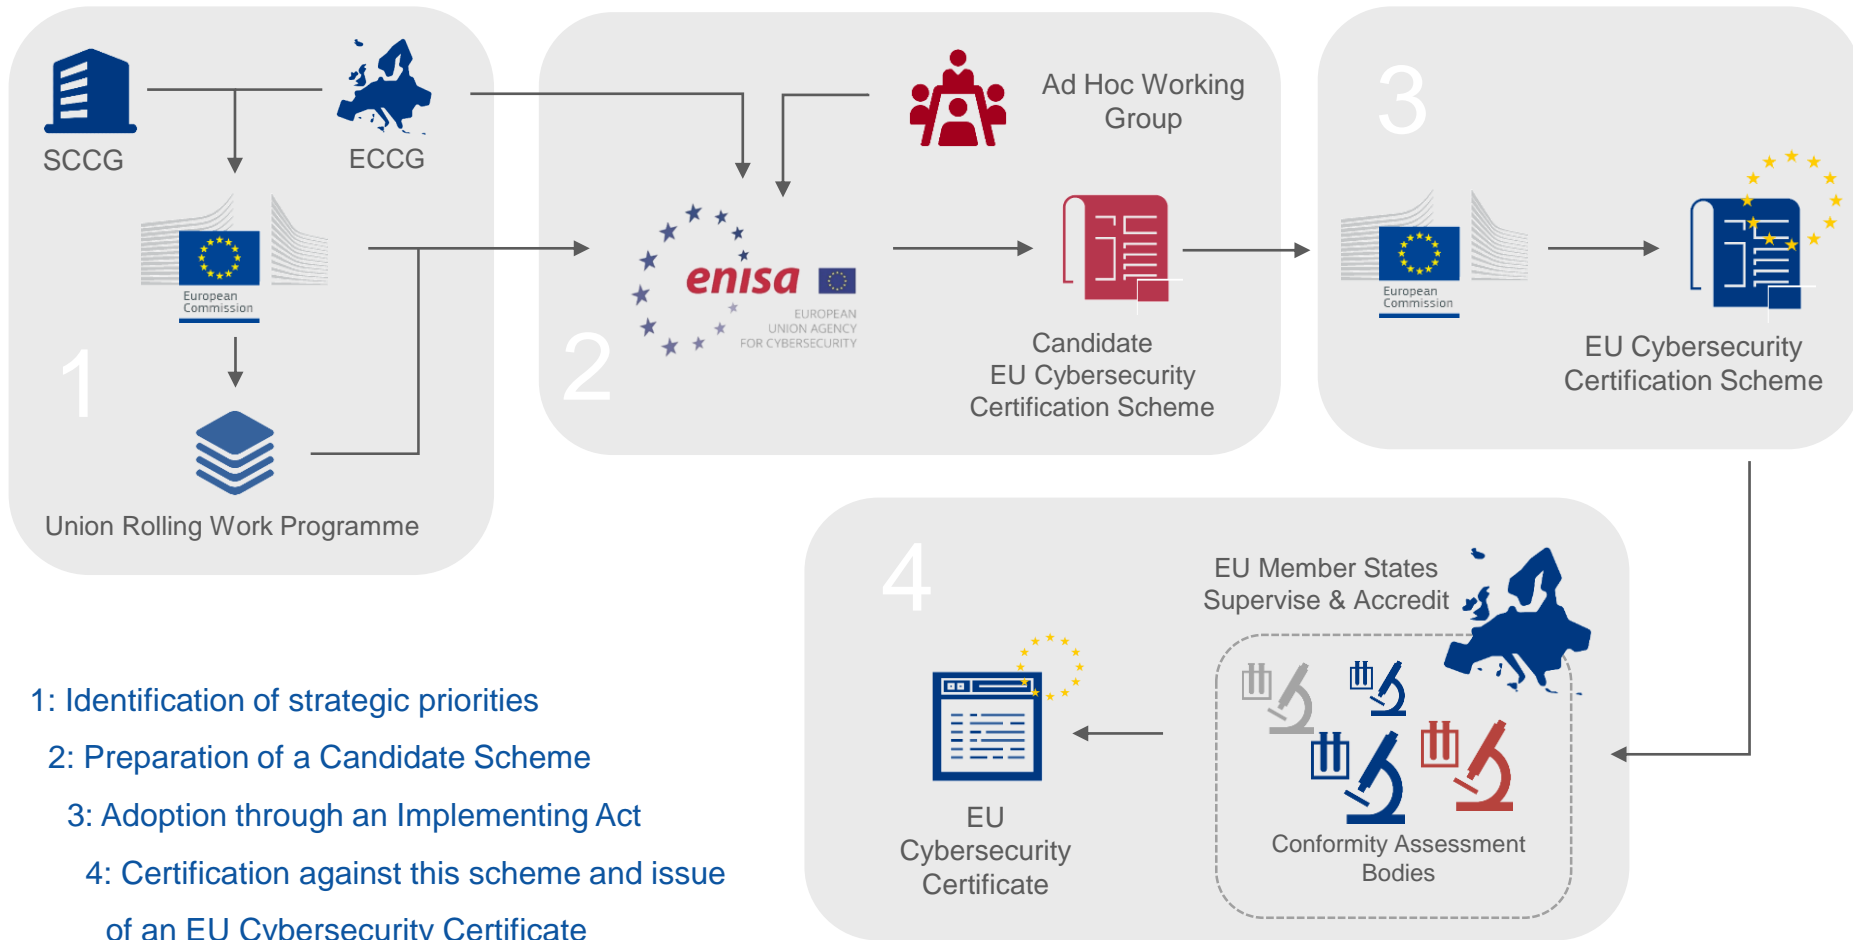 SCCG
ECCG
European
Commission
1
Union Rolling Work Programme
Ad Hoc Working
Group
enisa
EUROPEAN
UNION AGENCY
FOR CYBERSECURITY
2
Candidate
EU Cybersecurity
Certification Scheme
3
European
Commission
EU Cybersecurity
Certification Scheme
4
EU Member States
Supervise & Accredit
EU
Cybersecurity
Certificate
Conformity Assessment
Bodies
1: Identification of strategic priorities
2: Preparation of a Candidate Scheme
3: Adoption through an Implementing Act
4: Certification against this scheme and issue
of an EU Cybersecurity Certificate